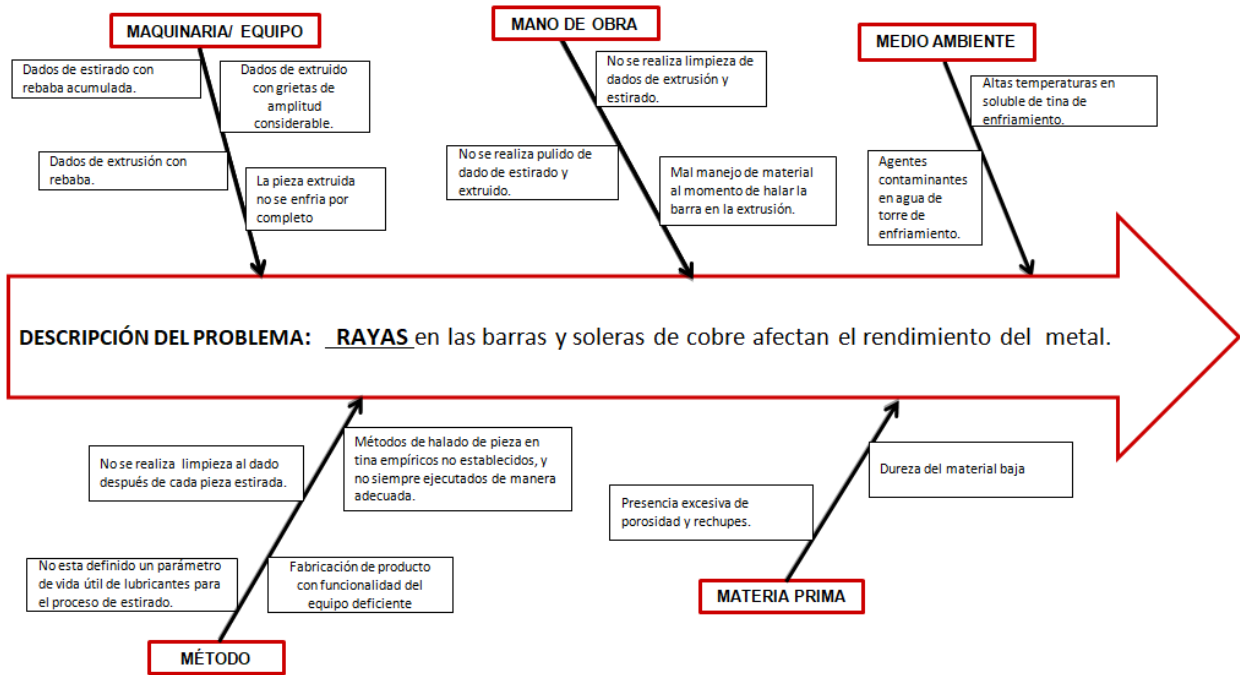 MAQUINARIA/ EQUIPO
Dados de estirado con
rebaba acumulada.
Dados de extruido
con grietas de
amplitud
considerable.
Dados de extrusión con
rebaba.
La pieza extruida
no se enfria por
completo
MANO DE OBRA
No se realiza limpieza de
dados de extrusión y
estirado.
No se realiza pulido de
dado de estirado y
extruido.
Mal manejo de material
al momento de halar la
barra en la extrusión.
MEDIO AMBIENTE
Altas temperaturas en
soluble de tina de
enfriamiento.
Agentes
contaminantes
en agua de
torre de
enfriamiento.
DESCRIPCIÓN DEL PROBLEMA: RAYAS en las barras y soleras de cobre afectan el rendimiento del metal.
No se realiza limpieza al dado
después de cada pieza estirada.
Métodos de halado de pieza en
tina empíricos no establecidos, y
no siempre ejecutados de manera
adecuada.
No esta definido un parámetro
de vida útil de lubricantes para
el proceso de estirado.
Fabricación de producto
con funcionalidad del
equipo deficiente
MÉTODO
Presencia excesiva de
porosidad y rechupes.
Dureza del material baja
MATERIA PRIMA